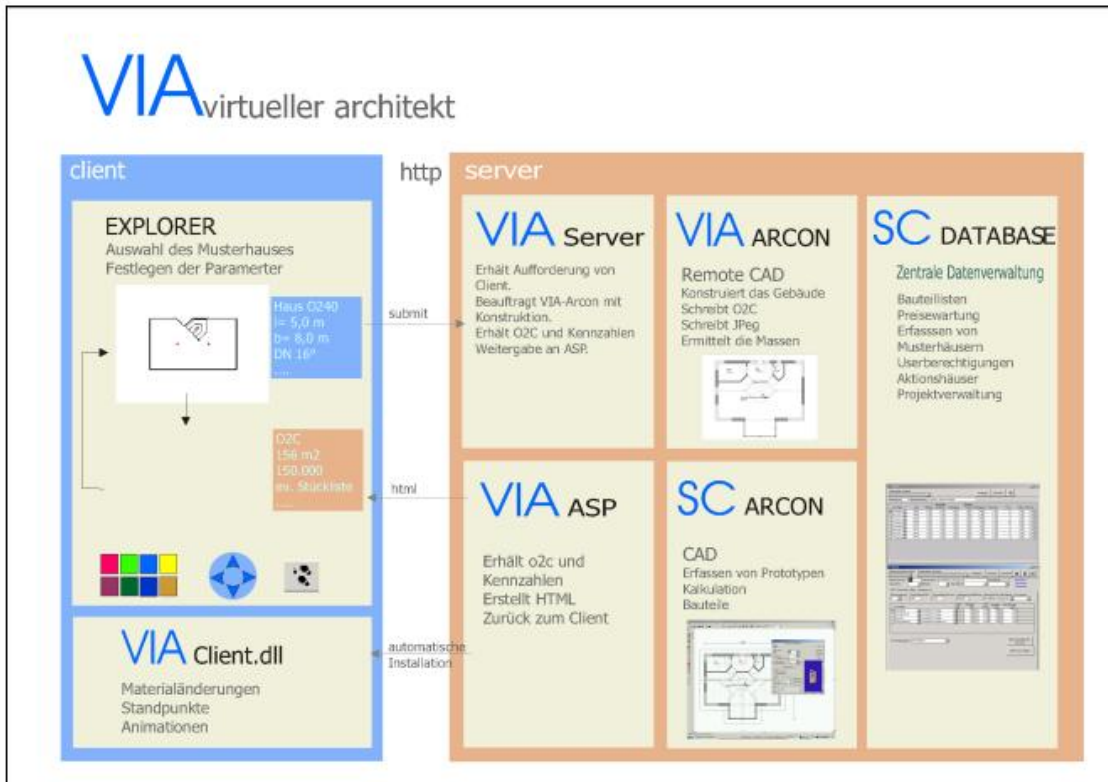 VIA virtueller architekt
client
http
server
EXPLORER
Auswahl des Musterhauses
Festlegen der Paramerter
Haus O240
l= 5,0 m
b= 8,0 m
DN 16°
....
O2C
156 m2
150.000
ev. Stückliste
....
VIA Client.dll
Materialänderungen
Standpunkte
Animationen
submit
html
automatische
Installation
VIA Server
Erhält Aufforderung von
Client.
Beauftragt VIA-Arcon mit
Konstruktion.
Erhält O2C und Kennzahlen
Weitergabe an ASP.
VIA ARCON
Remote CAD
Konstruiert das Gebäude
Schreibt O2C
Schreibt JPeg
Ermittelt die Massen
SC DATABASE
Zentrale Datenverwaltung
Bauteillisten
Preisewartung
Erfasssen von
Musterhäusern
Userberechtigungen
Aktionshäuser
Projektverwaltung
VIA ASP
Erhält o2c und
Kennzahlen
Erstellt HTML
Zurück zum Client
SC ARCON
CAD
Erfassen von Prototypen
Kalkulation
Bauteile